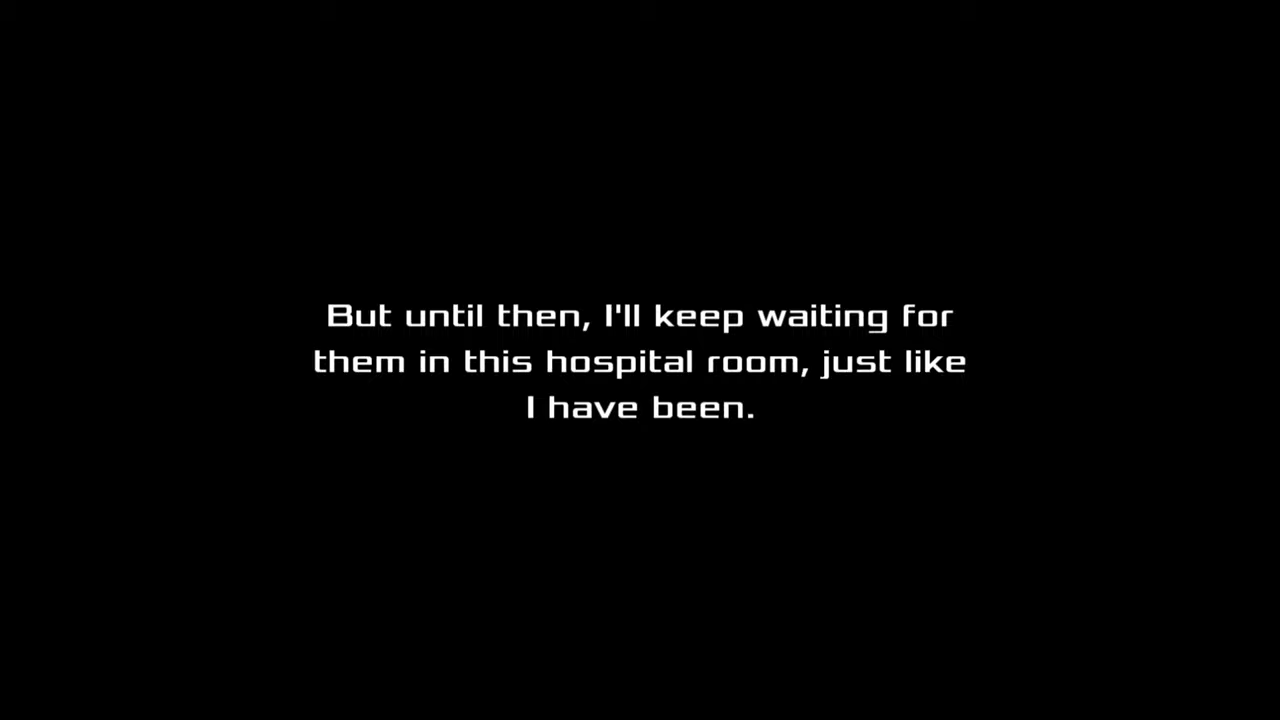 But until then, I'll keep waiting for
them in this hospital room, just like
I have been.